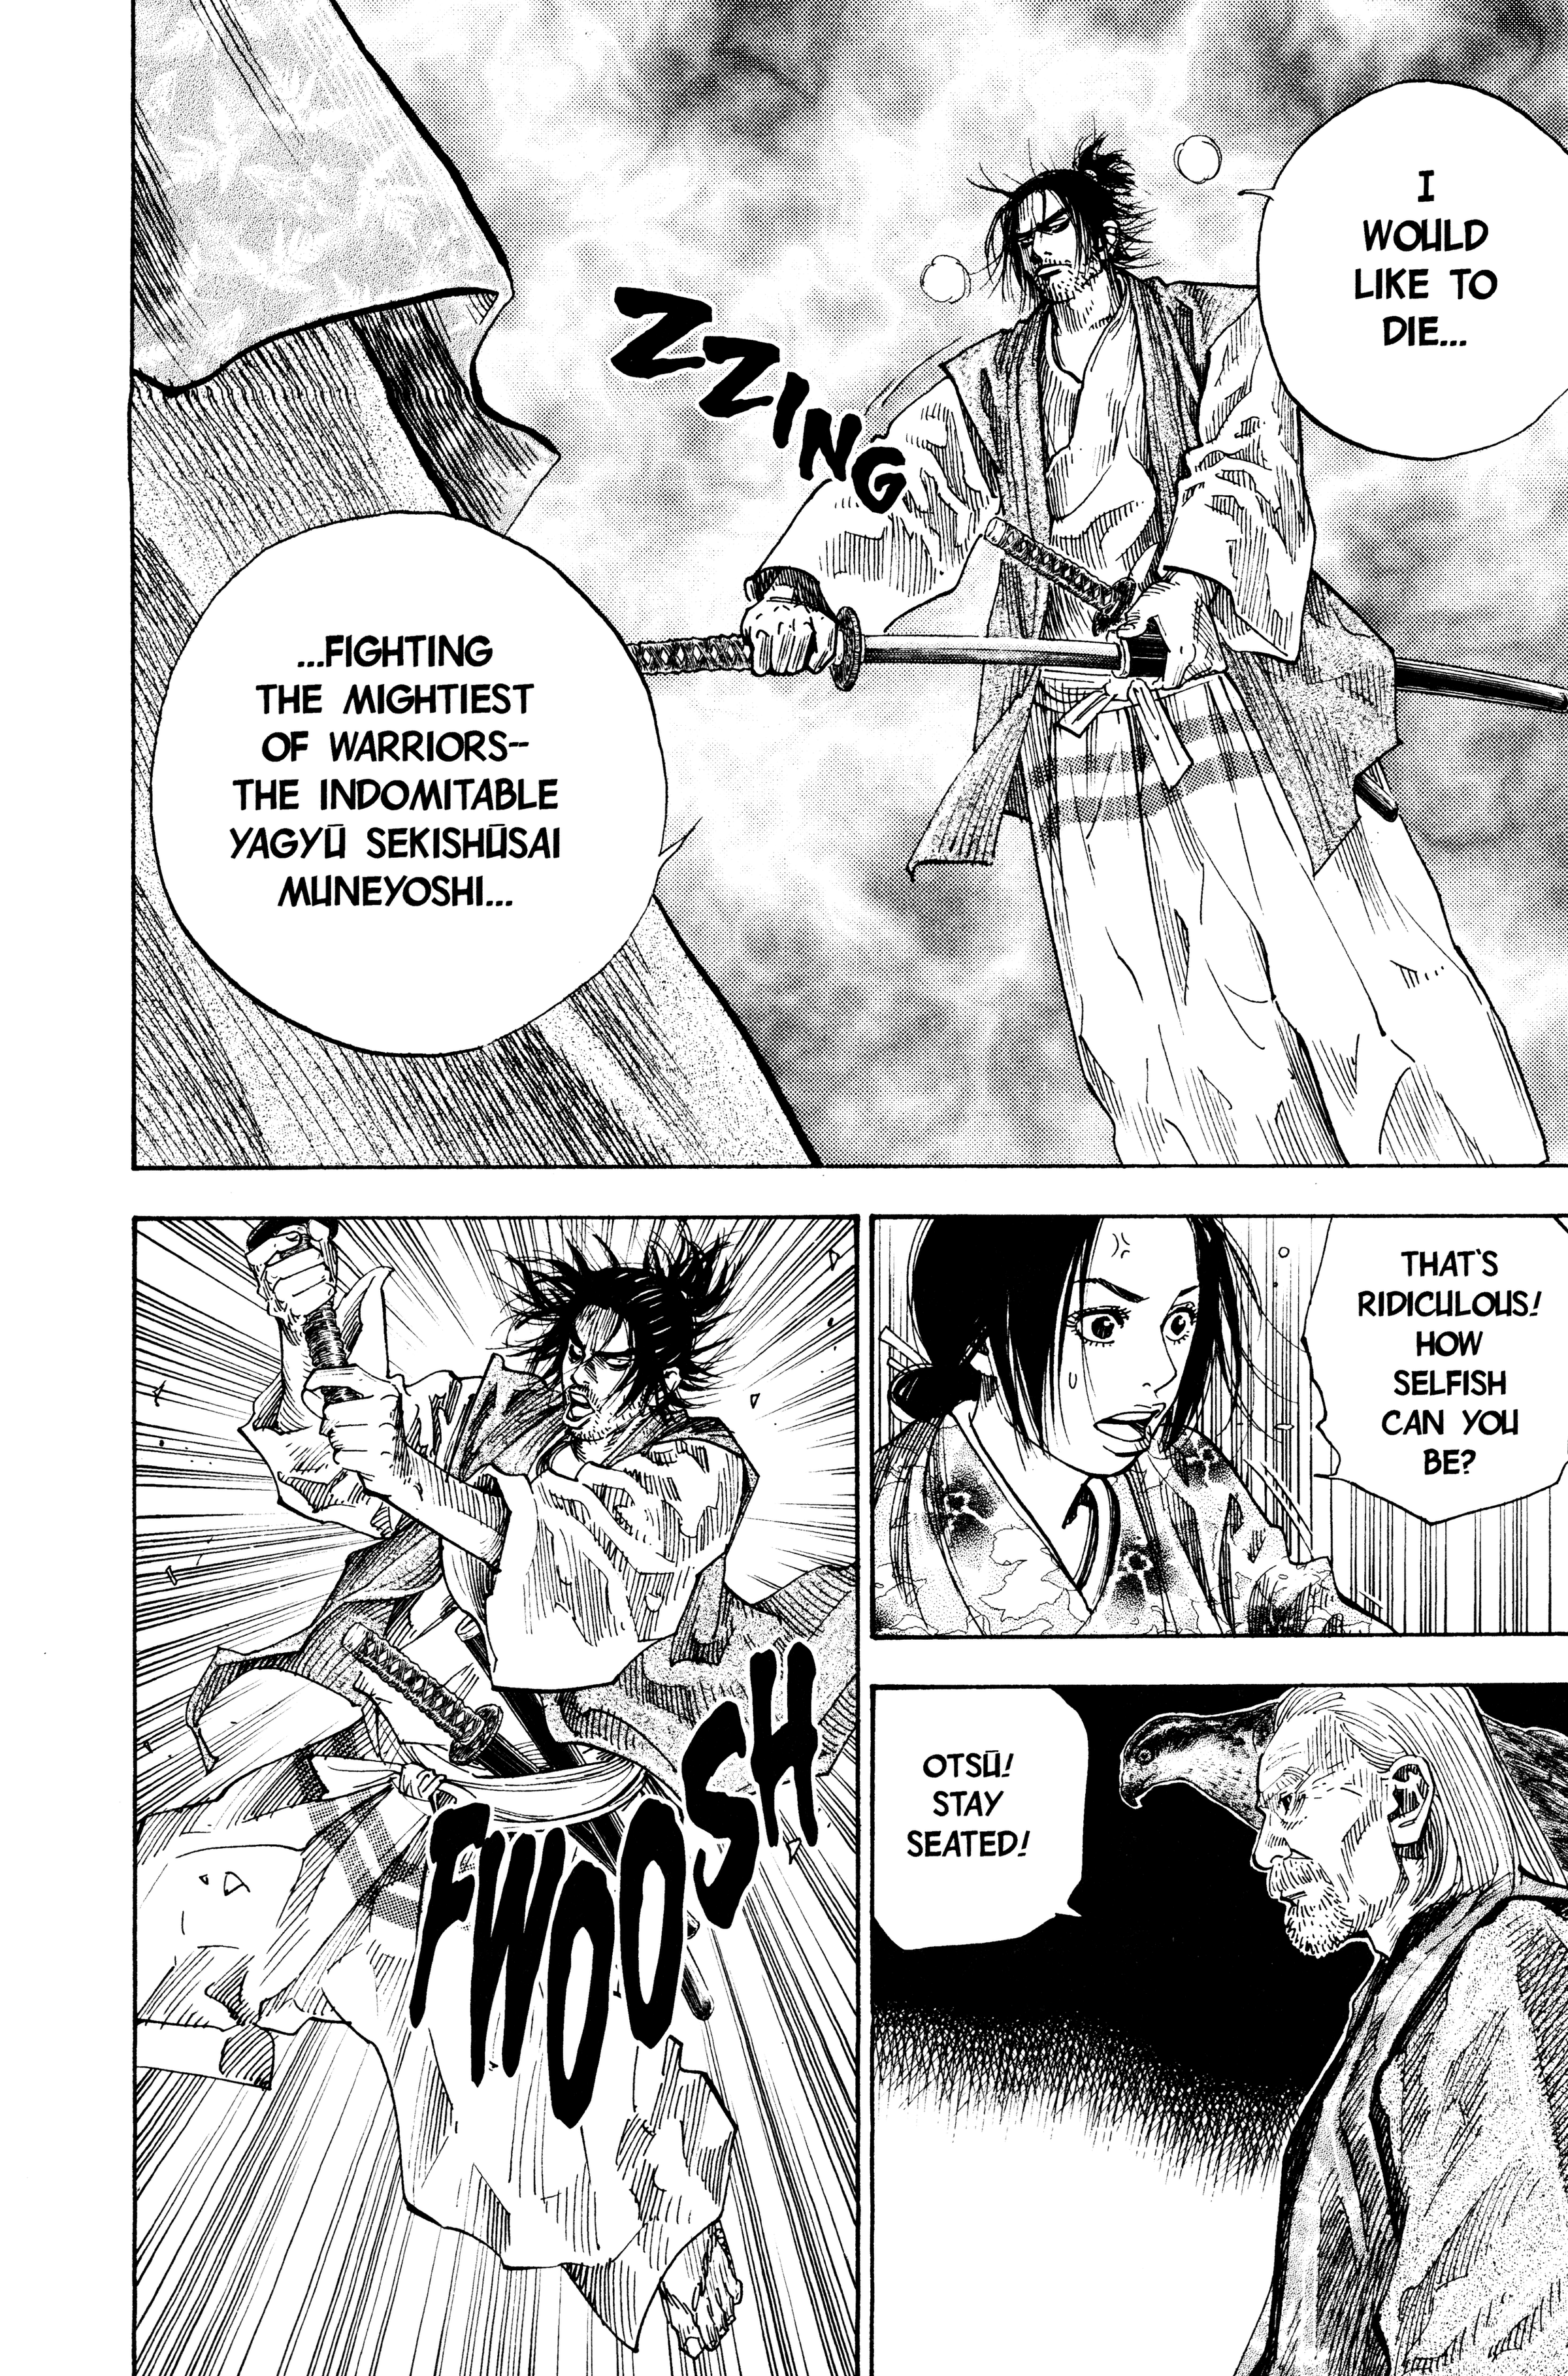 I
WOULD
LIKE TO
DIE...
ZZING
...FIGHTING
THE MIGHTIEST
OF WARRIORS--
THE INDOMITABLE
YAGYŪ SEKISHŪSAI
MUNEYOSHI...
THAT'S
RIDICULOUS!
HOW
SELFISH
CAN YOU
BE?
OTSŪ!
STAY
SEATED!
FWOOSH